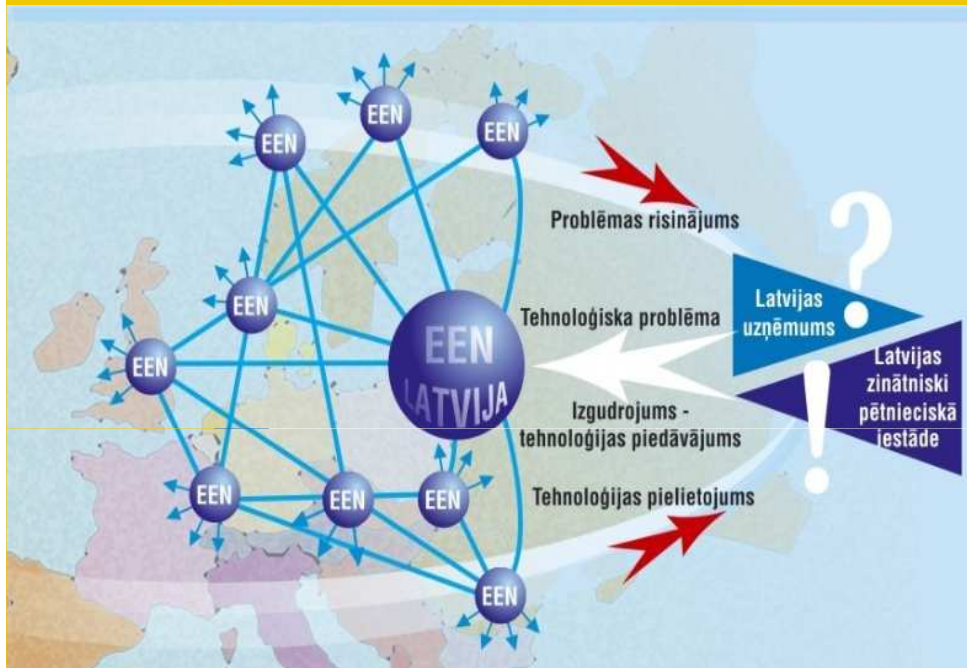 EEN
EEN
EEN
Problēmas risinājums
EEN
Tehnoloģiska problēma
Latvijas
uzņēmums
?
EEN
LATVIJA
EEN
Latvijas
zinātniski
pētnieciskā
iestāde
!
Izgudrojums -
tehnoloģijas piedāvājums
EEN
EEN
EEN
Tehnoloģijas pielietojums
EEN